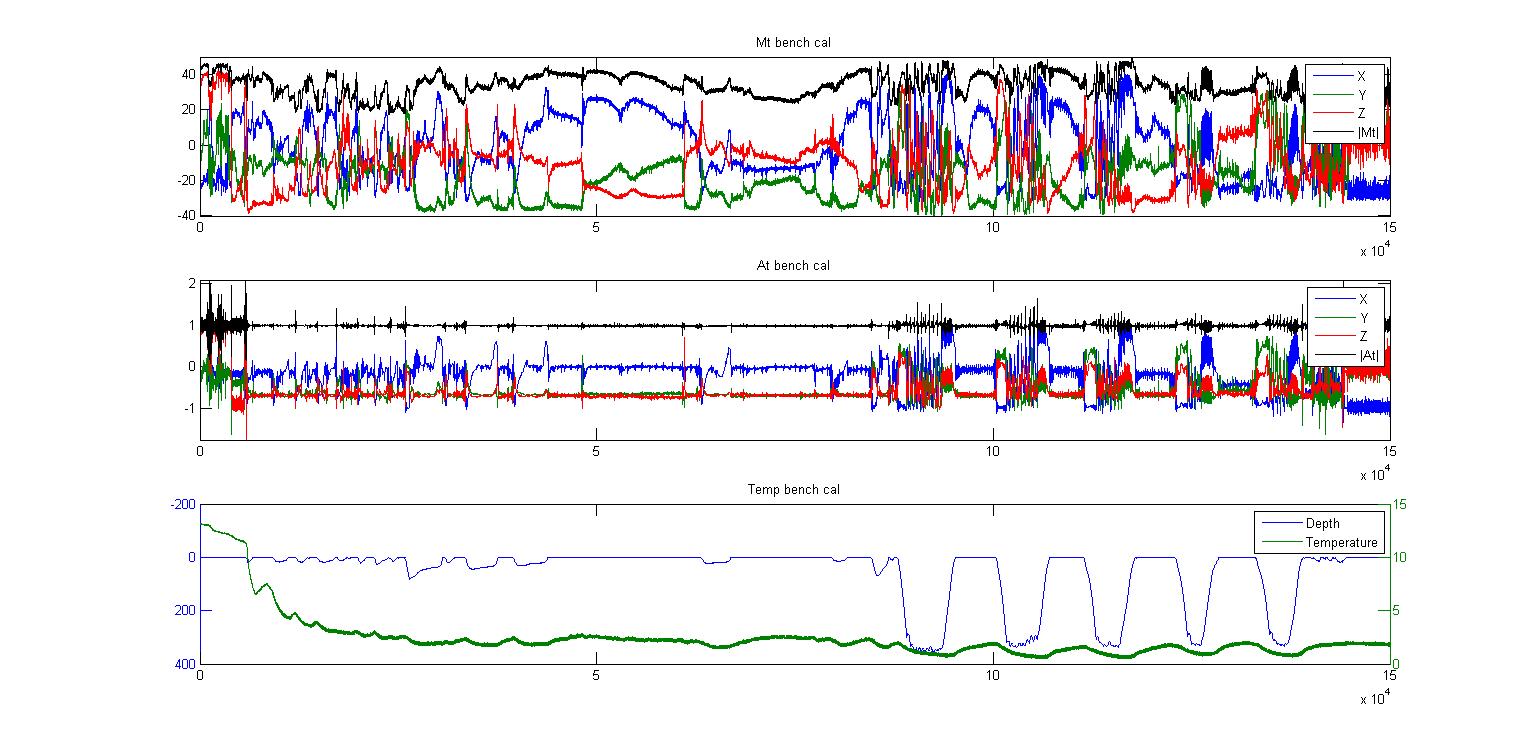 Mt bench cal
40
20
0
-20
-40
X
Y
Z
|Mt|
0 5 10 15
x 10^4
At bench cal
2
1
0
-1
X
Y
Z
|At|
0 5 10 15
x 10^4
Temp bench cal
-200 15
Depth
Temperature
0 10
200 5
400 0
0 5 10 15
x 10^4